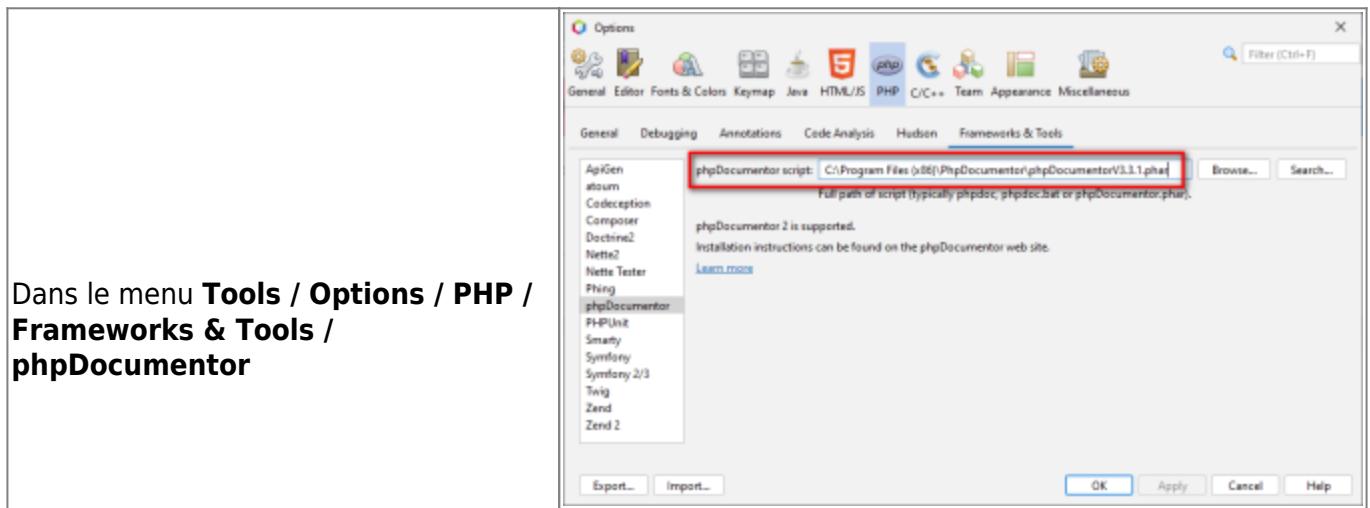 Dans le menu Tools / Options / PHP /
Frameworks & Tools /
phpDocumentor
Options
Filter (Ctrl+F)
General Editor Fonts & Colors Keymap Java HTML/JS PHP C/C++ Team Appearance Miscellaneous
General Debugging Annotations Code Analysis Hudson Frameworks & Tools
ApiGen
atoum
Codeception
Composer
Doctrine2
Nette2
Nette Tester
Phing
phpDocumentor
PHPUnit
Smarty
Symfony
Symfony 2/3
Twig
Zend
Zend 2
phpDocumentor script: C:\Program Files (x86)\PhpDocumentor\phpDocumentorV3.3.1.phar Browse... Search...
Full path of script (typically phpdoc, phpdoc.bat or phpDocumentor.phar).
phpDocumentor 2 is supported.
Installation instructions can be found on the phpDocumentor web site.
Learn more
Export... Import... OK Apply Cancel Help